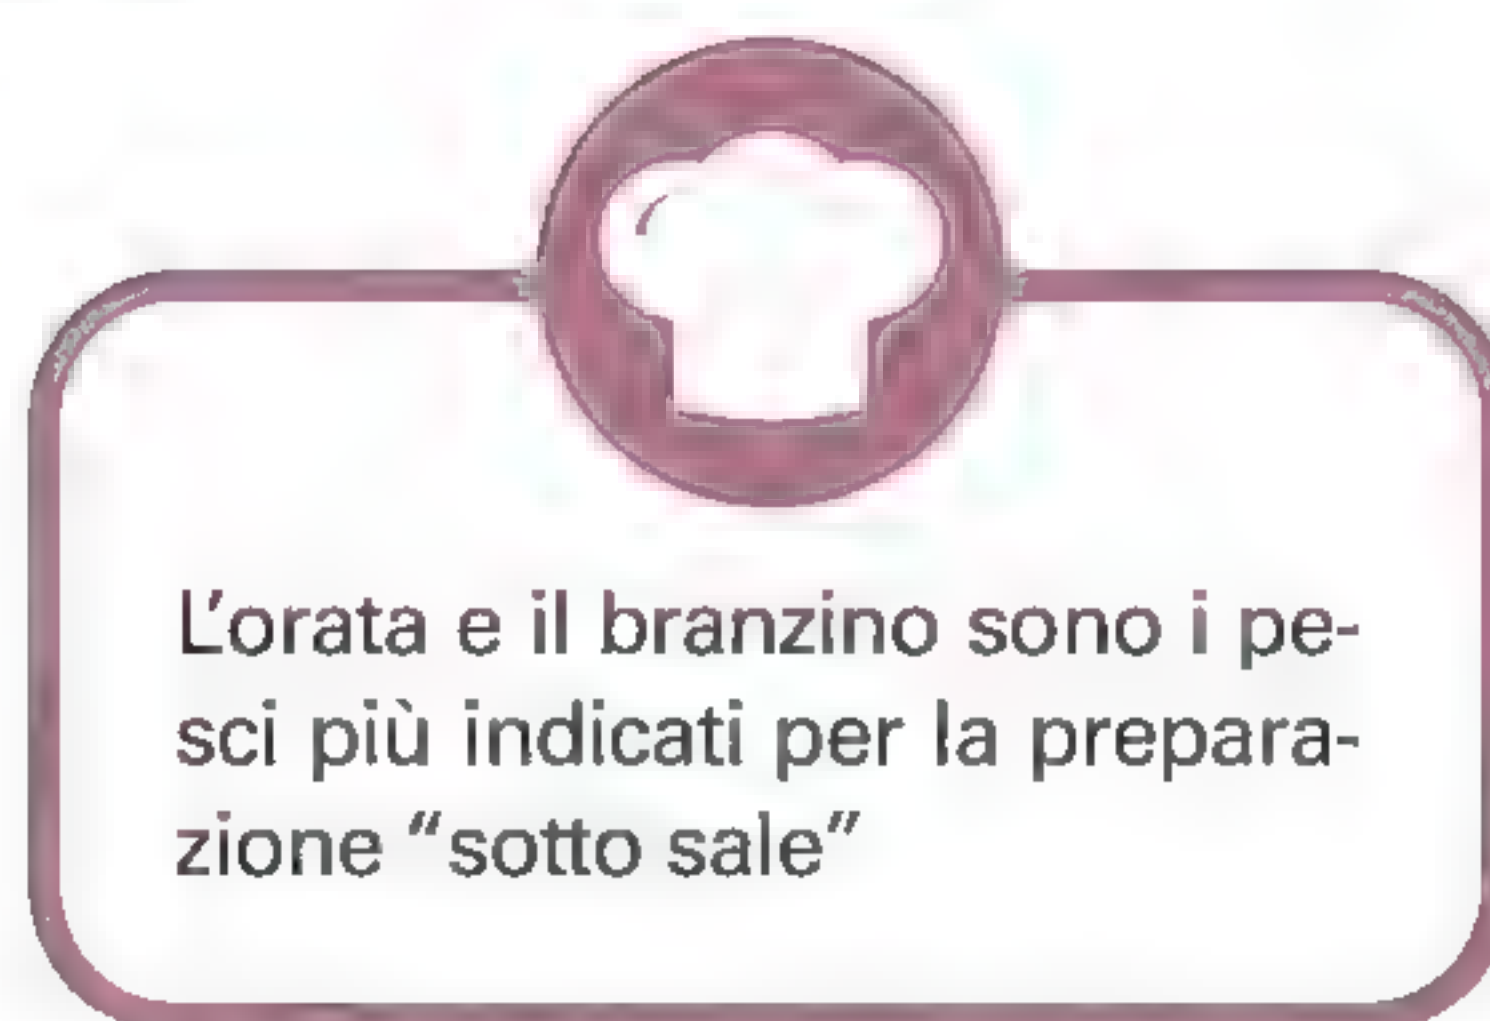 L'orata e il branzino sono i pe-
sci più indicati per la prepara-
zione “sotto sale”